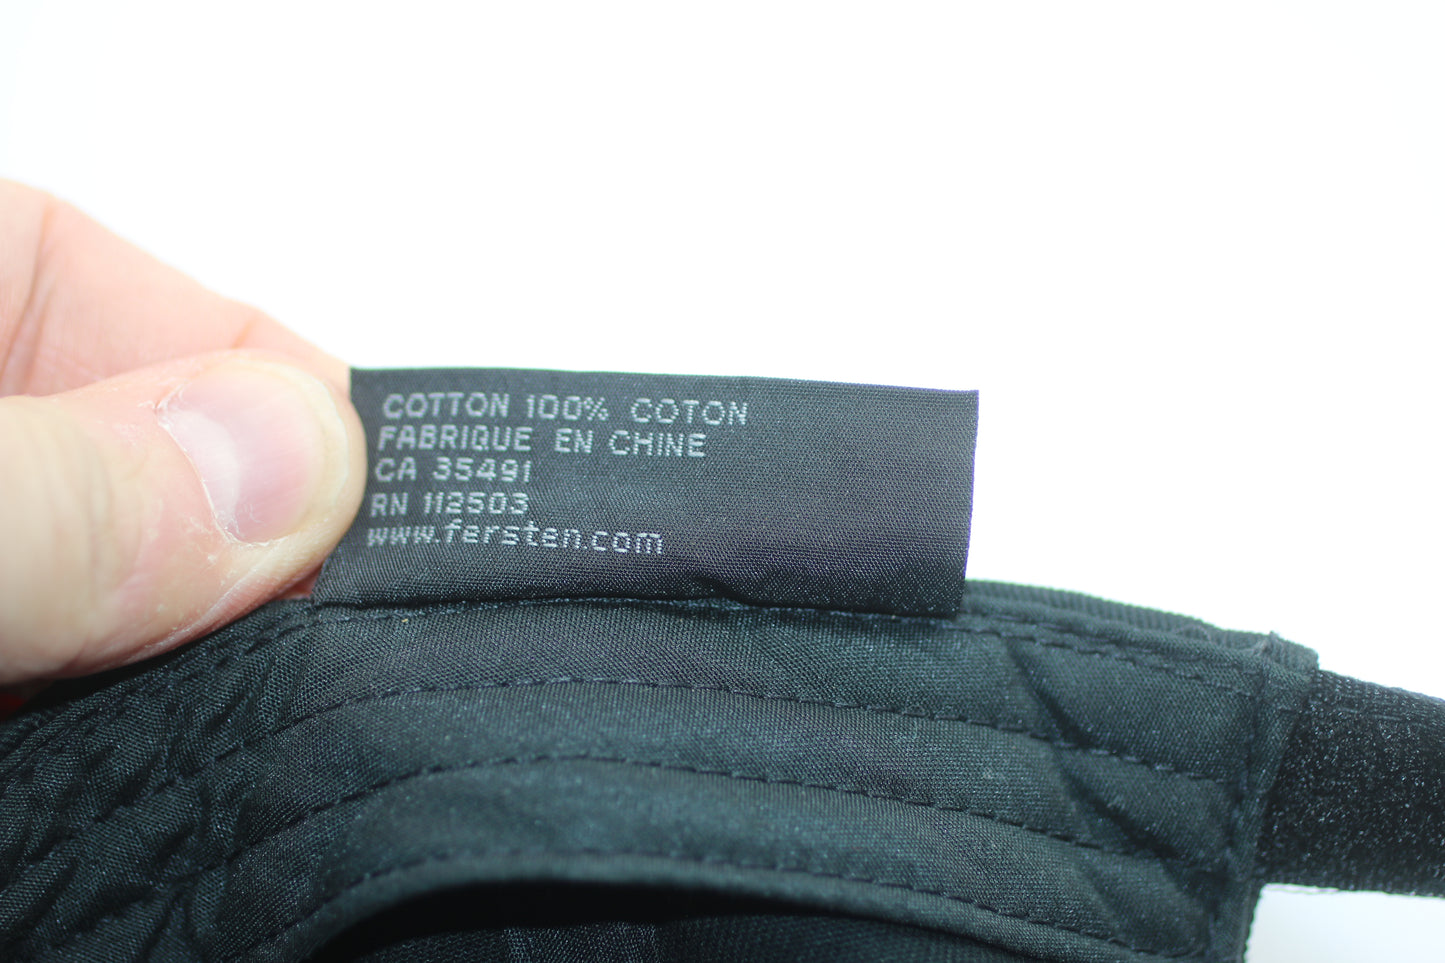 COTTON 100% COTON
FABRIQUE EN CHINE
CA 35491
RN 112503
www.fersten.com